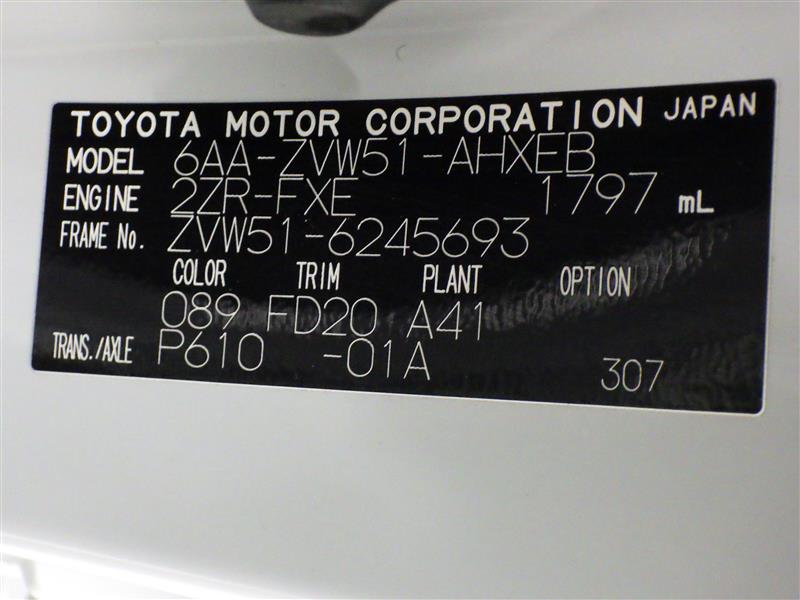 TOYOTA MOTOR CORPORATION JAPAN
MODEL 6AA-ZVW51-AHXEB
ENGINE 2ZR-FXE 1797 mL
FRAME No. ZVW51-6245693
COLOR TRIM PLANT OPTION
089 FD20 A41
TRANS./AXLE P610 -01A 307